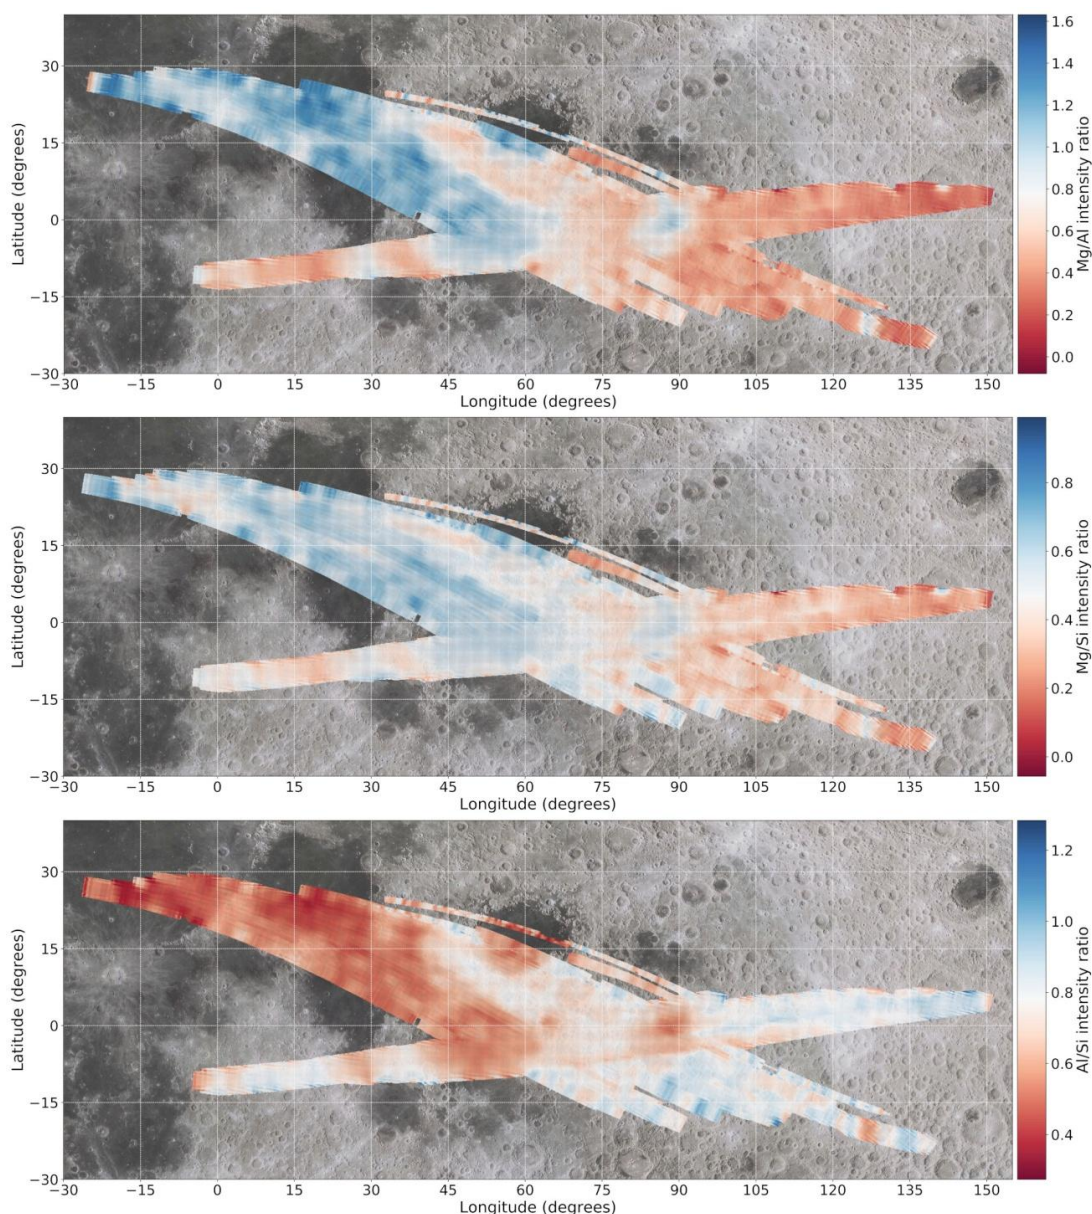 1.6
1.4
1.2
1.0
0.8
0.6
0.4
0.2
0.0
Mg/Al intensity ratio
30
15
0
−15
−30
Latitude (degrees)
−30 −15 0 15 30 45 60 75 90 105 120 135 150
Longitude (degrees)
0.8
0.6
0.4
0.2
0.0
Mg/Si intensity ratio
30
15
0
−15
−30
Latitude (degrees)
−30 −15 0 15 30 45 60 75 90 105 120 135 150
Longitude (degrees)
1.2
1.0
0.8
0.6
0.4
Al/Si intensity ratio
30
15
0
−15
−30
Latitude (degrees)
−30 −15 0 15 30 45 60 75 90 105 120 135 150
Longitude (degrees)